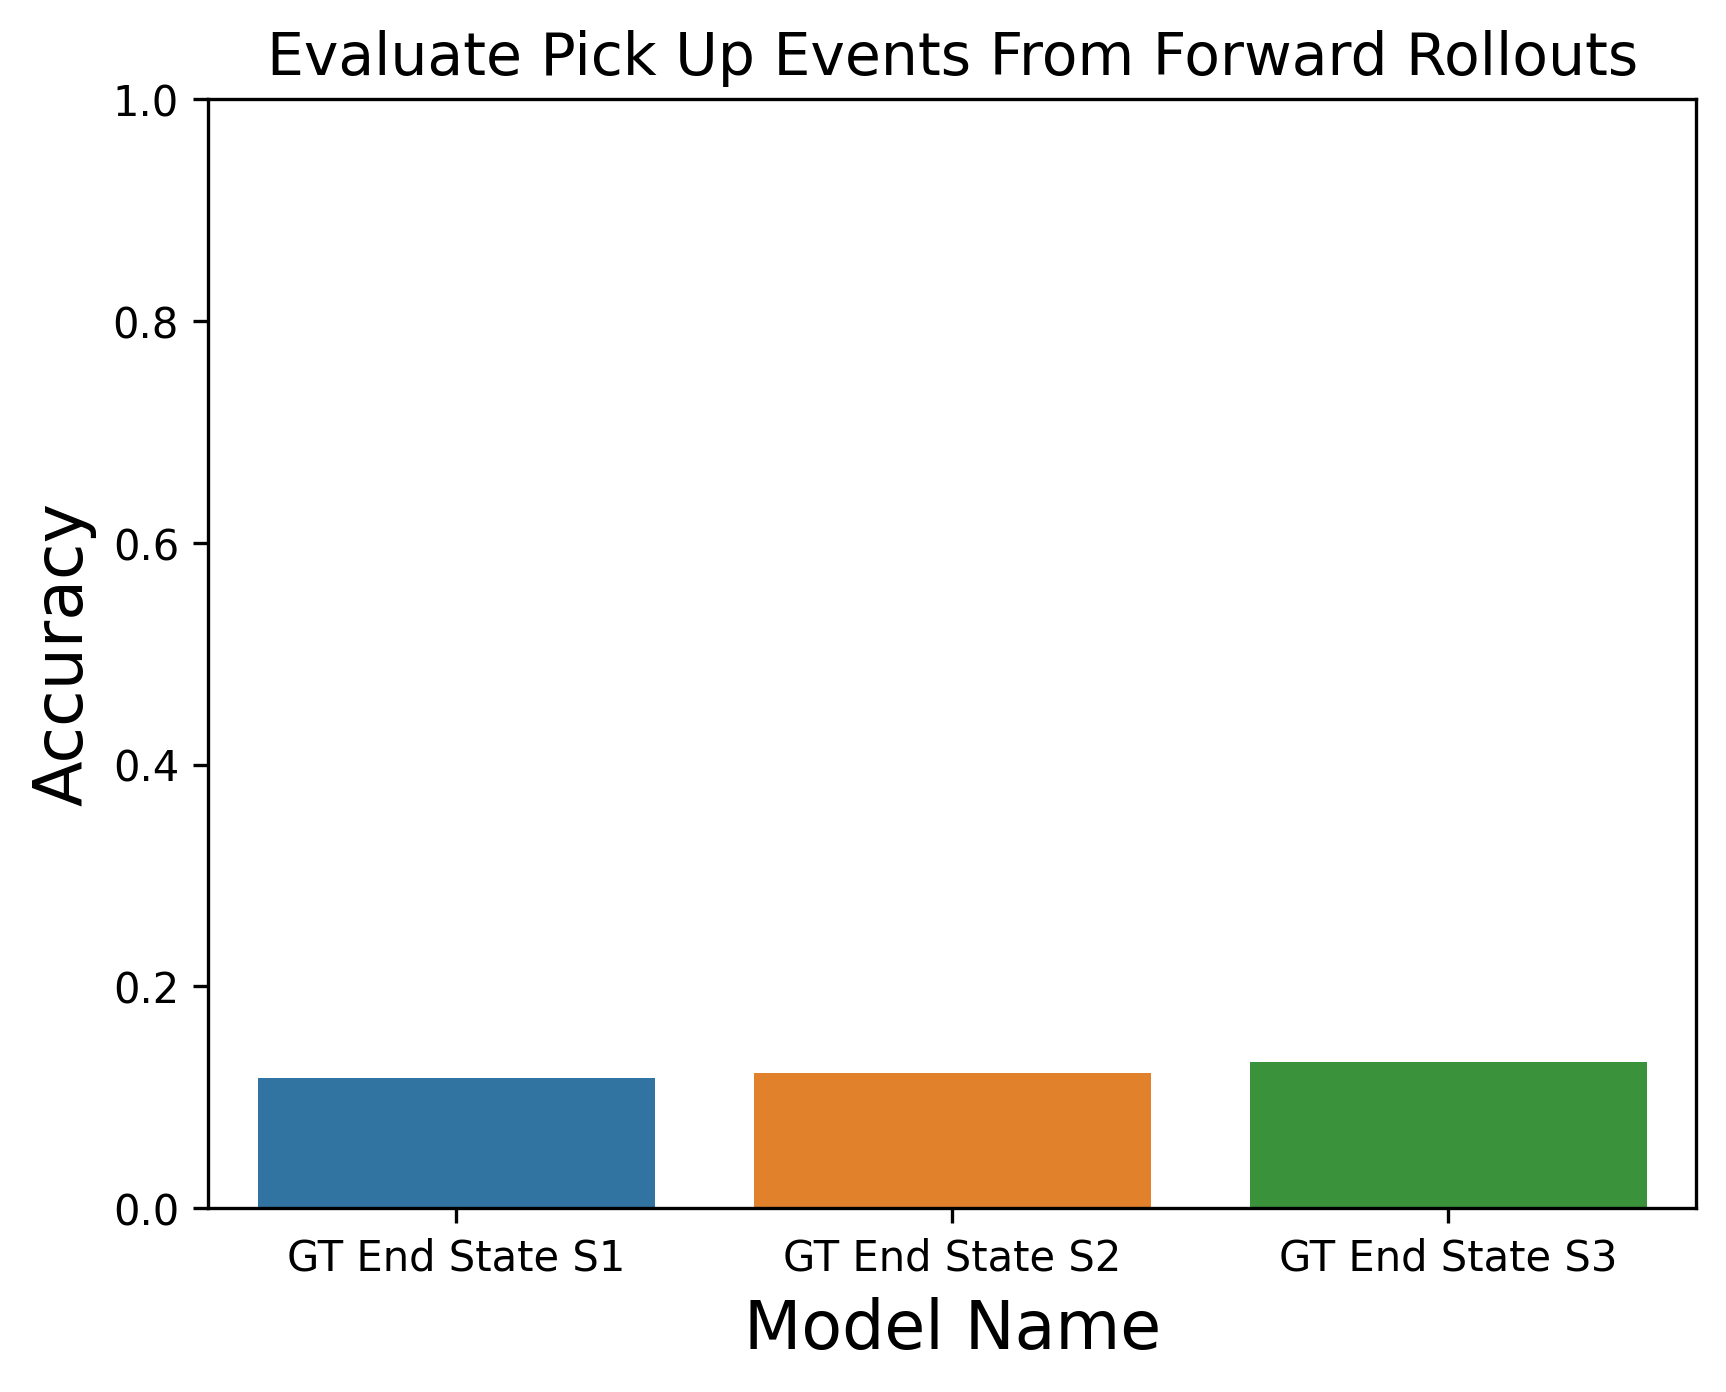 Evaluate Pick Up Events From Forward Rollouts
1.0
0.8
0.6
0.4
0.2
0.0
Accuracy
GT End State S1
GT End State S2
GT End State S3
Model Name